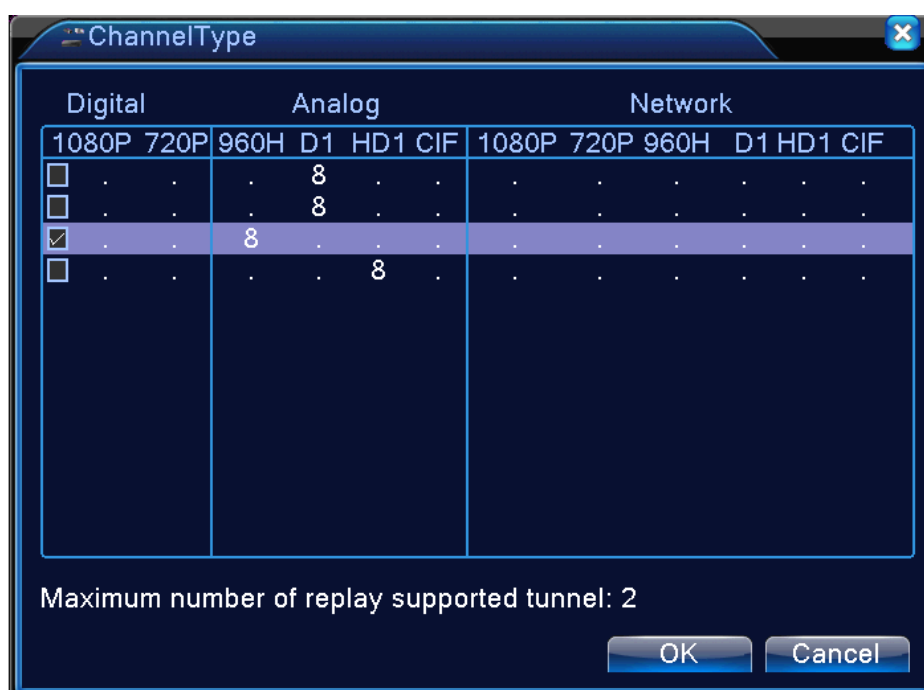 ChannelType
Digital Analog Network
1080P 720P 960H D1 HD1 CIF 1080P 720P 960H D1 HD1 CIF
. . . 8 . . . . . . . .
. . . 8 . . . . . . . .
. . 8 . . . . . . . . .
. . . . 8 . . . . . . .
Maximum number of replay supported tunnel: 2
OK Cancel